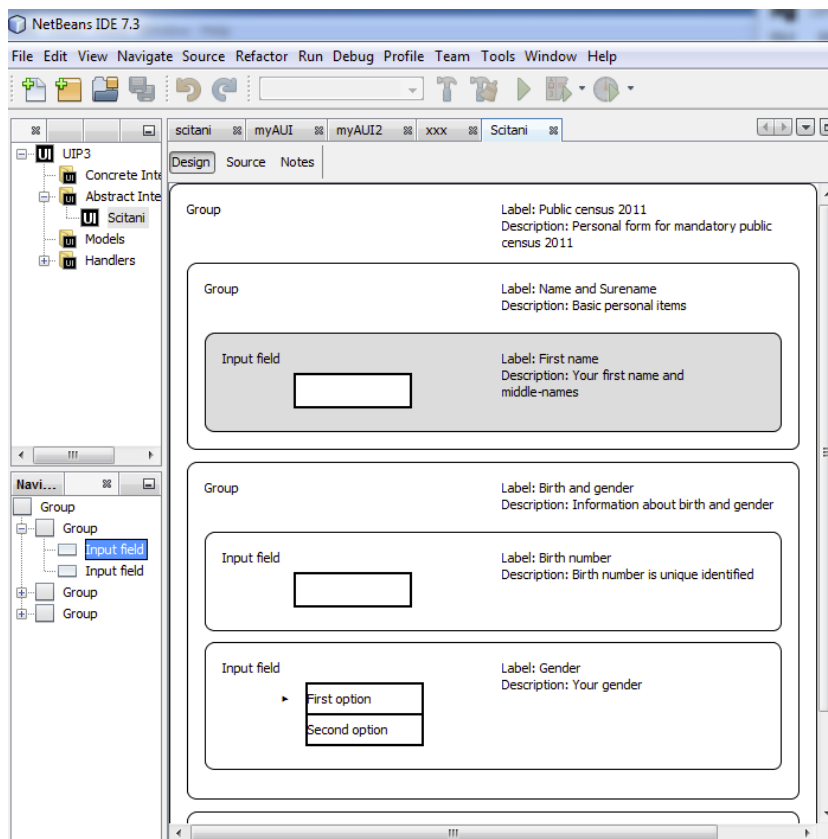 NetBeans IDE 7.3
File Edit View Navigate Source Refactor Run Debug Profile Team Tools Window Help
scitani myAUI myAUI2 xxx Scitani
UIP3
Concrete Inte
Abstract Inte
Scitani
Models
Handlers
Navi...
Group
Group
Input field
Input field
Group
Group
Design Source Notes
Group
Label: Public census 2011
Description: Personal form for mandatory public
census 2011
Group
Label: Name and Surename
Description: Basic personal items
Input field
Label: First name
Description: Your first name and
middle-names
Group
Label: Birth and gender
Description: Information about birth and gender
Input field
Label: Birth number
Description: Birth number is unique identified
Input field
Label: Gender
Description: Your gender
First option
Second option